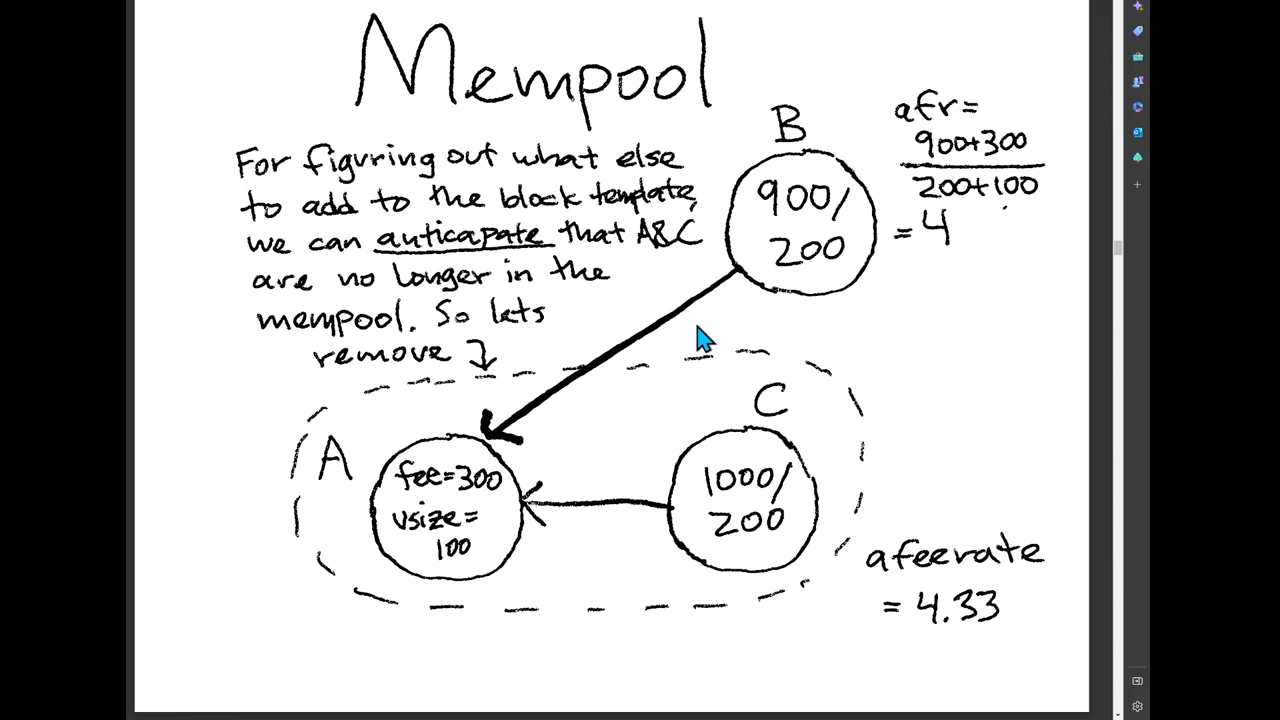 Mempool
For figuring out what else
to add to the block template,
we can auticapate that A&C
are no longer in the
mempool. So lets
remove
B
900/
200
afr=
900+300
200+100
= 4
A
fee=300
vsize=
100
C
1000/
200
afeerate
= 4.33